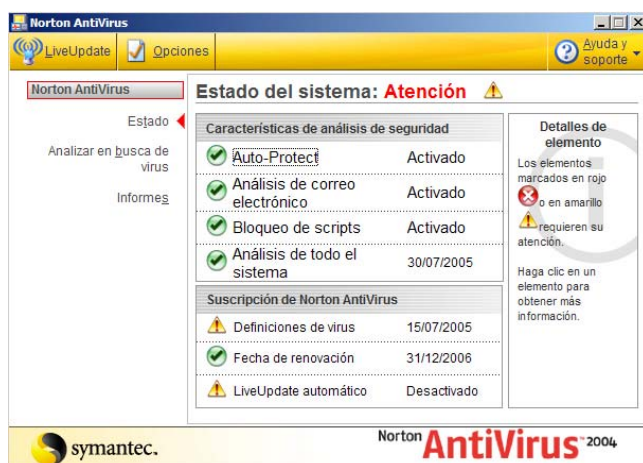 Norton AntiVirus
LiveUpdate Opciones Ayuda y
soporte
Norton AntiVirus
Estado
Analizar en busca de
virus
Informes
Estado del sistema: Atención
Características de análisis de seguridad
Auto-Protect Activado
Análisis de correo
electrónico Activado
Bloqueo de scripts Activado
Análisis de todo el
sistema 30/07/2005
Suscripción de Norton AntiVirus
Definiciones de virus 15/07/2005
Fecha de renovación 31/12/2006
LiveUpdate automático Desactivado
Detalles de
elemento
Los elementos
marcados en rojo
o en amarillo
requieren su
atención.
Haga clic en un
elemento para
obtener más
información.
symantec.
Norton AntiVirus 2004